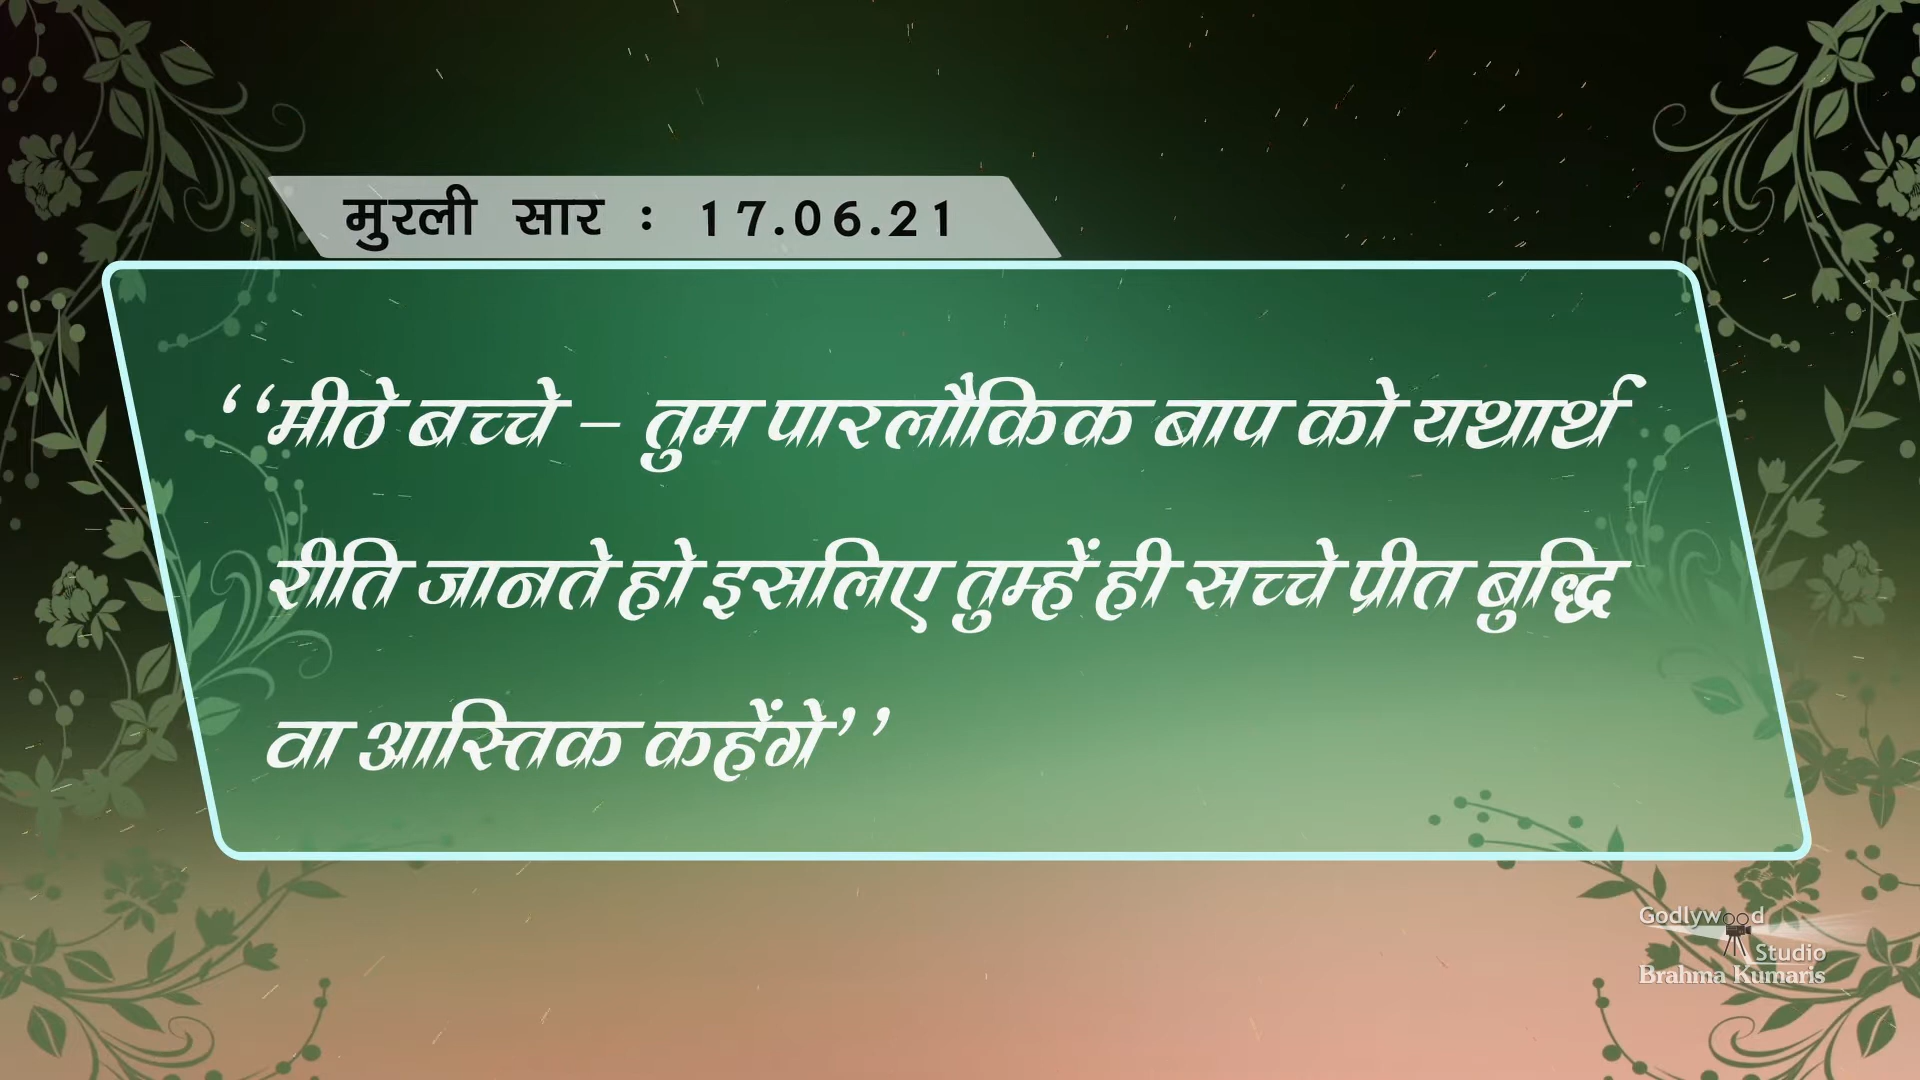 मुरली सार : 17.06.21
‘‘मीठे बच्चे – तुम पारलौकिक बाप को यथार्थ
रीति जानते हो इसलिए तुम्हें ही सच्चे प्रीत बुद्धि
वा आस्तिक कहेंगे’’
Godlywood
Studio
Brahma Kumaris